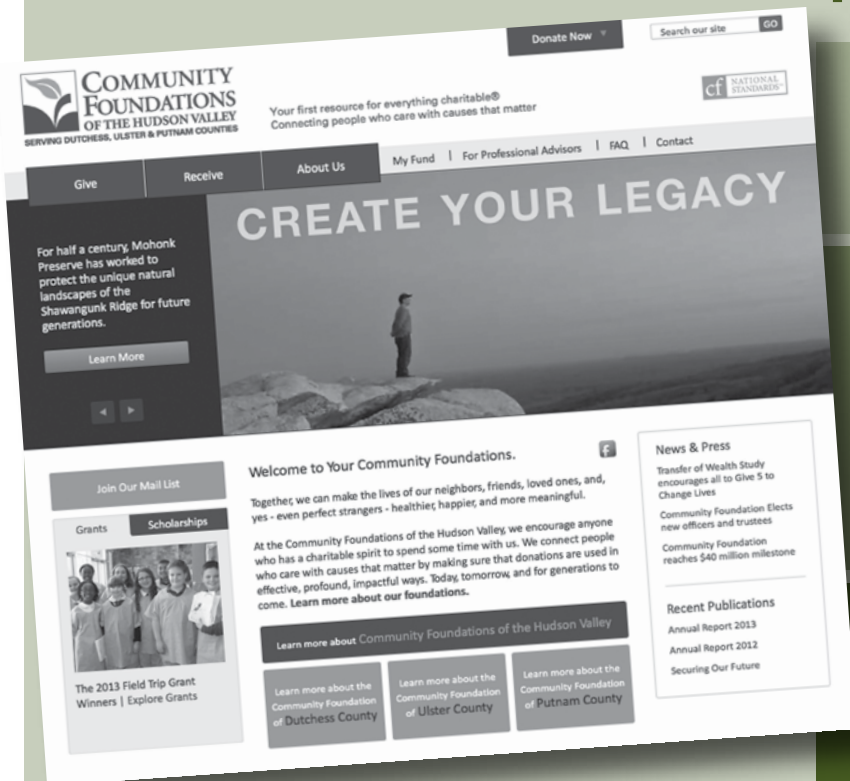 Donate Now
Search our site
GO
COMMUNITY
FOUNDATIONS
OF THE HUDSON VALLEY
SERVING DUTCHESS, ULSTER & PUTNAM COUNTIES
Your first resource for everything charitable®
Connecting people who care with causes that matter
cf NATIONAL
STANDARDS™
Give
Receive
About Us
My Fund | For Professional Advisors | FAQ | Contact
CREATE YOUR LEGACY
For half a century, Mohonk
Preserve has worked to
protect the unique natural
landscapes of the
Shawangunk Ridge for future
generations.
Learn More
Join Our Mail List
Grants
Scholarships
The 2013 Field Trip Grant
Winners | Explore Grants
Welcome to Your Community Foundations.
f
Together, we can make the lives of our neighbors, friends, loved ones, and,
yes - even perfect strangers - healthier, happier, and more meaningful.
At the Community Foundations of the Hudson Valley, we encourage anyone
who has a charitable spirit to spend some time with us. We connect people
who care with causes that matter by making sure that donations are used in
effective, profound, impactful ways. Today, tomorrow, and for generations to
come. Learn more about our foundations.
Learn more about Community Foundations of the Hudson Valley
Learn more about the
Community Foundation
of Dutchess County
Learn more about the
Community Foundation
of Ulster County
Learn more about the
Community Foundation
of Putnam County
News & Press
Transfer of Wealth Study
encourages all to Give 5 to
Change Lives
Community Foundation Elects
new officers and trustees
Community Foundation
reaches $40 million milestone
Recent Publications
Annual Report 2013
Annual Report 2012
Securing Our Future